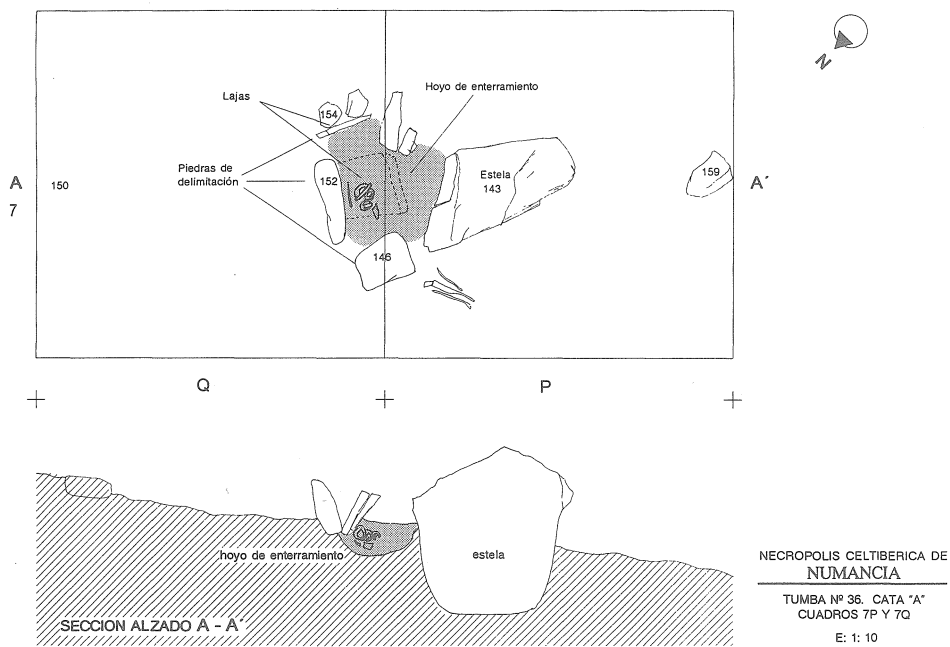 Lajas
Hoyo de enterramiento
154
N
Piedras de
delimitación
A
7
150
152
Estela
143
159
A´
146
Q
P
hoyo de enterramiento
estela
SECCION ALZADO A - A´
NECROPOLIS CELTIBERICA DE
NUMANCIA
TUMBA Nº 36. CATA "A"
CUADROS 7P Y 7Q
E: 1: 10